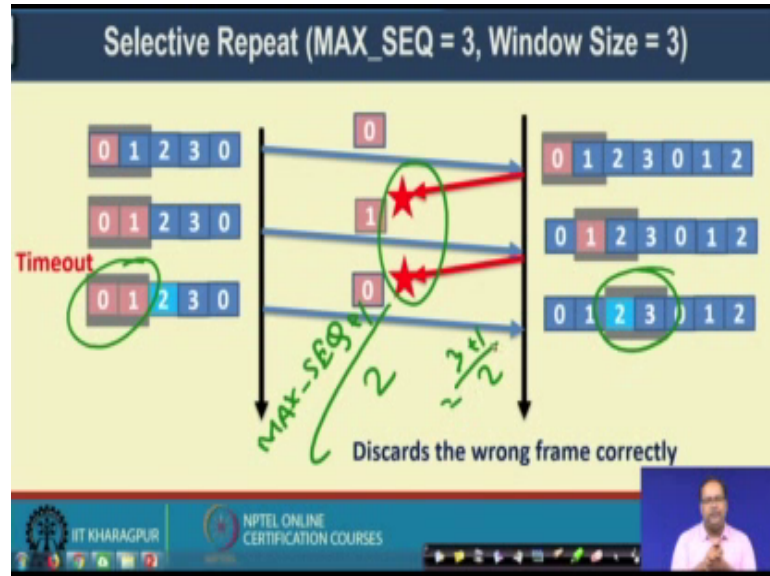 Selective Repeat (MAX_SEQ = 3, Window Size = 3)
0
0 1 2 3 0
0 1 2 3 0 1 2
0 1 2 3 0
1
0 1 2 3 0 1 2
Timeout
0 1 2 3 0
0
0 1 2 3 0 1 2
MAX-SEQ+1
2
= 3+1
2
Discards the wrong frame correctly
IIT KHARAGPUR
NPTEL ONLINE
CERTIFICATION COURSES